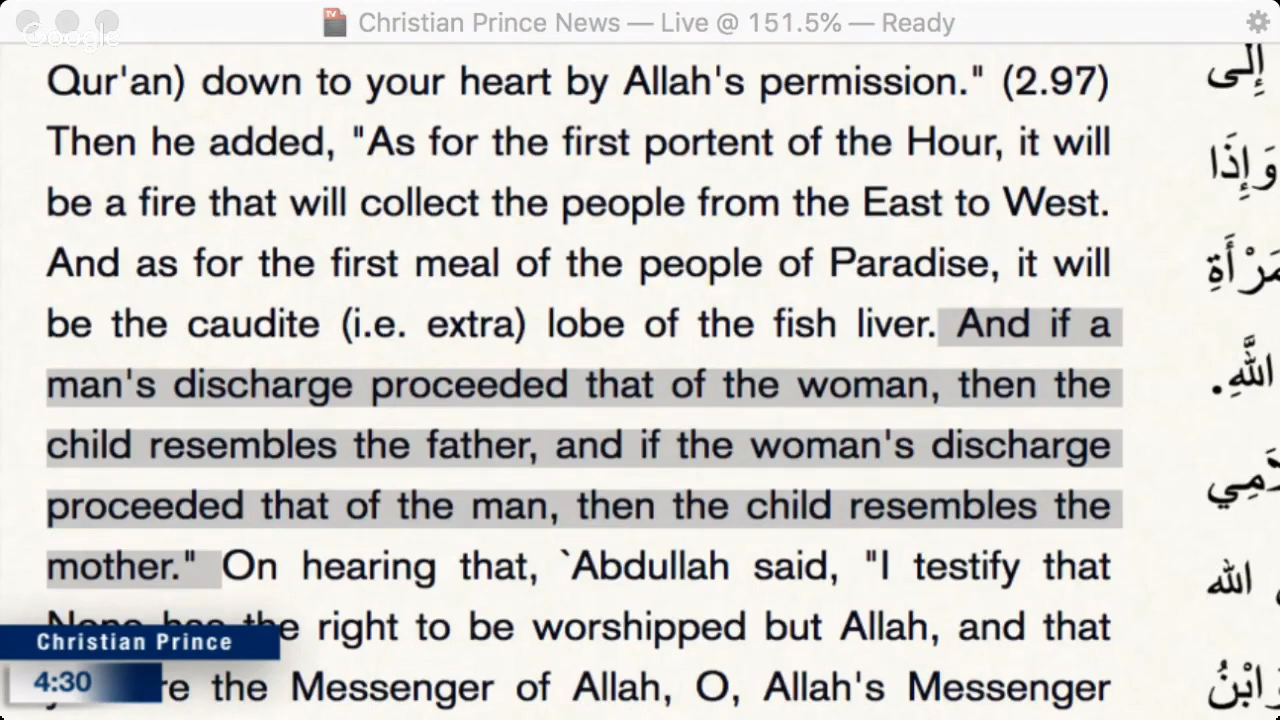 Christian Prince News — Live @ 151.5% — Ready
Google
Qur'an) down to your heart by Allah's permission." (2.97)
Then he added, "As for the first portent of the Hour, it will
be a fire that will collect the people from the East to West.
And as for the first meal of the people of Paradise, it will
be the caudite (i.e. extra) lobe of the fish liver. And if a
man's discharge proceeded that of the woman, then the
child resembles the father, and if the woman's discharge
proceeded that of the man, then the child resembles the
mother." On hearing that, `Abdullah said, "I testify that
None has the right to be worshipped but Allah, and that
the Messenger of Allah, O, Allah's Messenger
إِلَى
وَإِذَا
اللَّهِ.
الله
Christian Prince
4:30